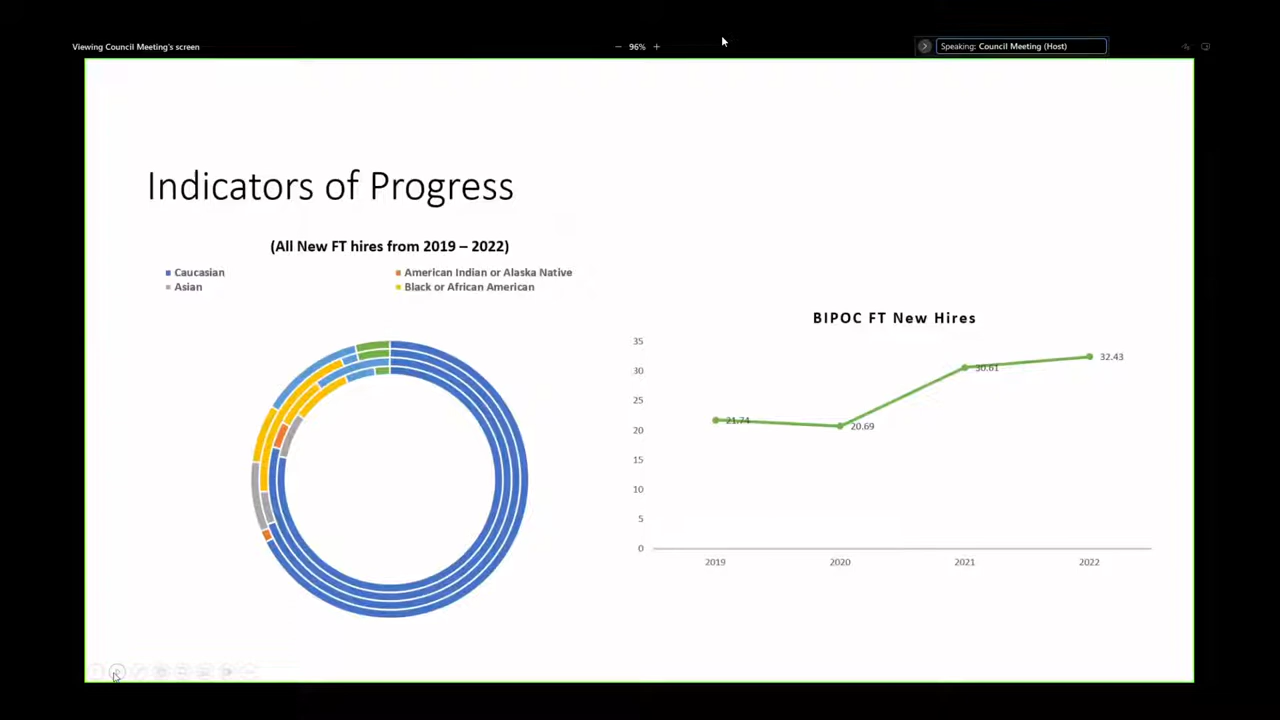 Viewing Council Meeting's screen
96%
Speaking: Council Meeting (Host)
Indicators of Progress
(All New FT hires from 2019 – 2022)
Caucasian
American Indian or Alaska Native
Asian
Black or African American
BIPOC FT New Hires
35
30
25
20
15
10
5
0
21.74
20.69
30.61
32.43
2019
2020
2021
2022